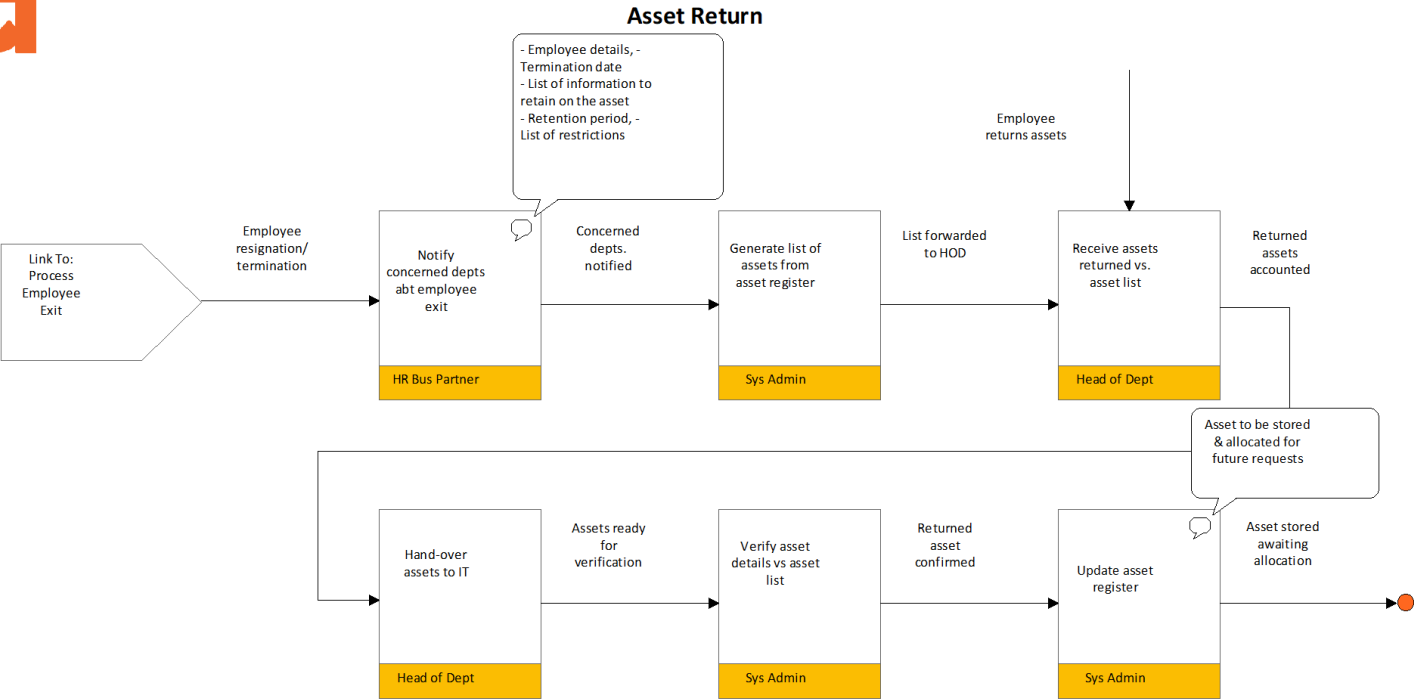 Asset Return
- Employee details, -
Termination date
- List of information to
retain on the asset
- Retention period, -
List of restrictions
Employee
returns assets
Link To:
Process
Employee
Exit
Employee
resignation/
termination
Notify
concerned depts
abt employee
exit
HR Bus Partner
Concerned
depts.
notified
Generate list of
assets from
asset register
Sys Admin
List forwarded
to HOD
Receive assets
returned vs.
asset list
Head of Dept
Returned
assets
accounted
Asset to be stored
& allocated for
future requests
Hand-over
assets to IT
Head of Dept
Assets ready
for
verification
Verify asset
details vs asset
list
Sys Admin
Returned
asset
confirmed
Update asset
register
Sys Admin
Asset stored
awaiting
allocation